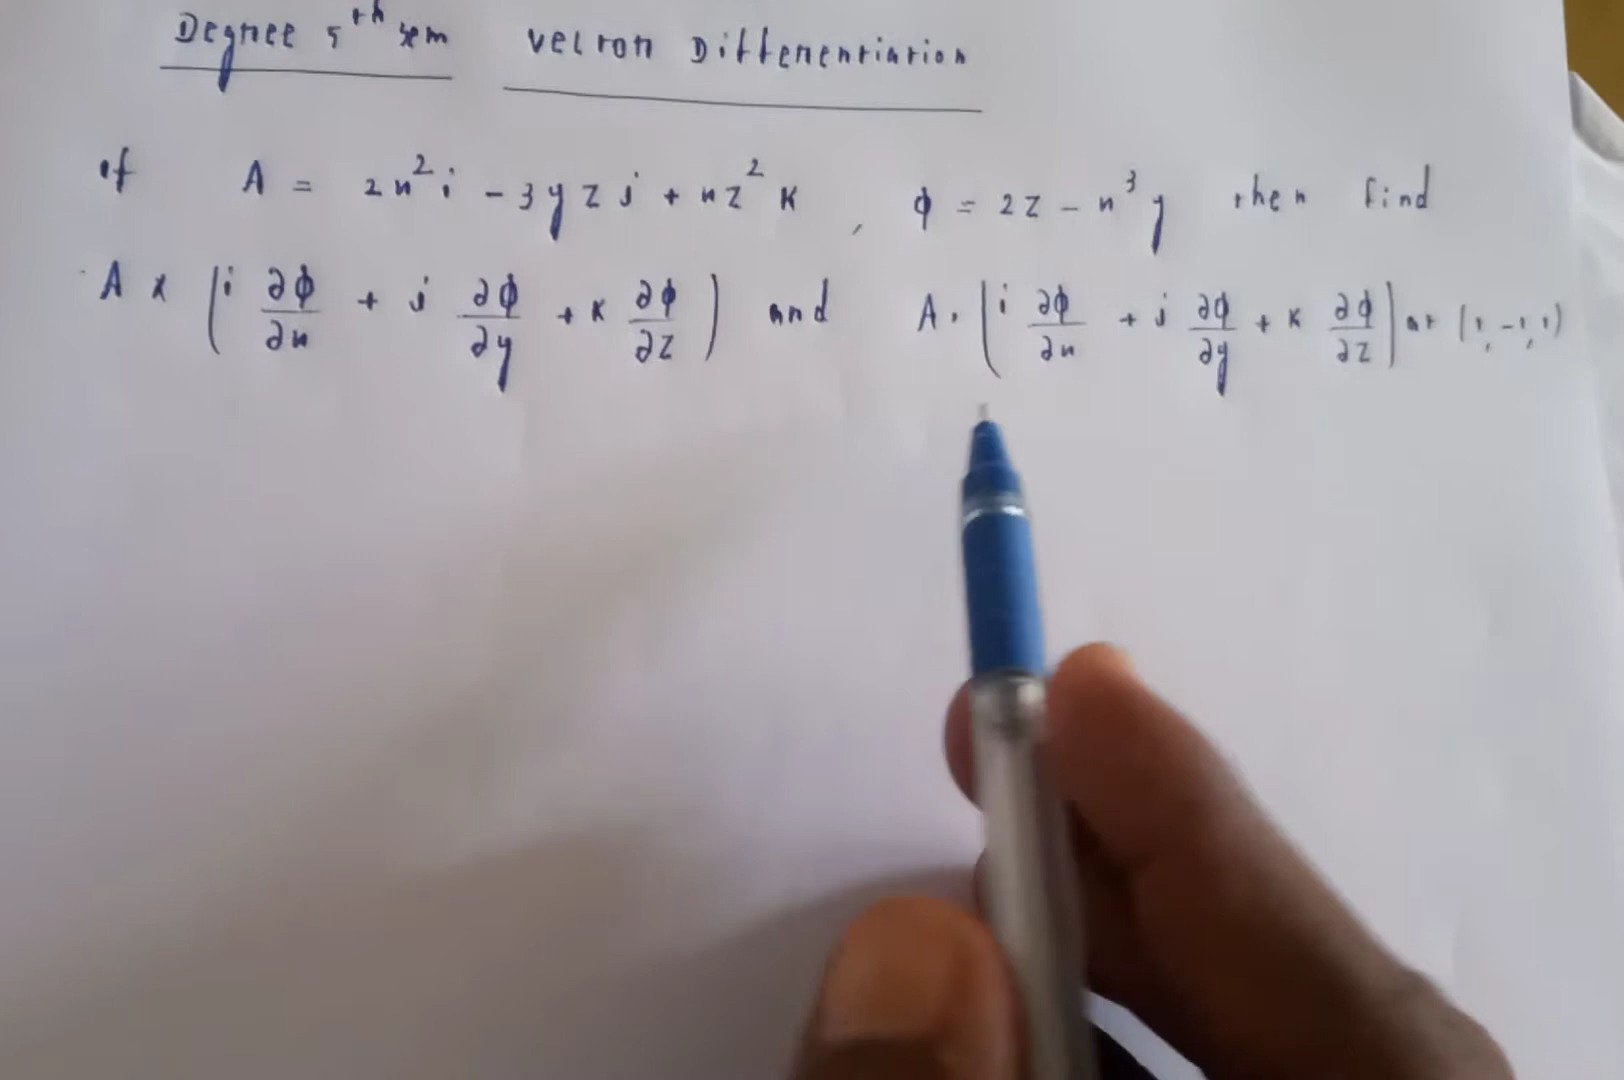 Degree 5th sem Vector Differentiation
If A = 2x²i - 3yzj + xz²k, ϕ = 2z - x³y then find
A × (i ∂ϕ/∂x + j ∂ϕ/∂y + k ∂ϕ/∂z) and A . (i ∂ϕ/∂x + j ∂ϕ/∂y + k ∂ϕ/∂z) at (1, -1, 1)